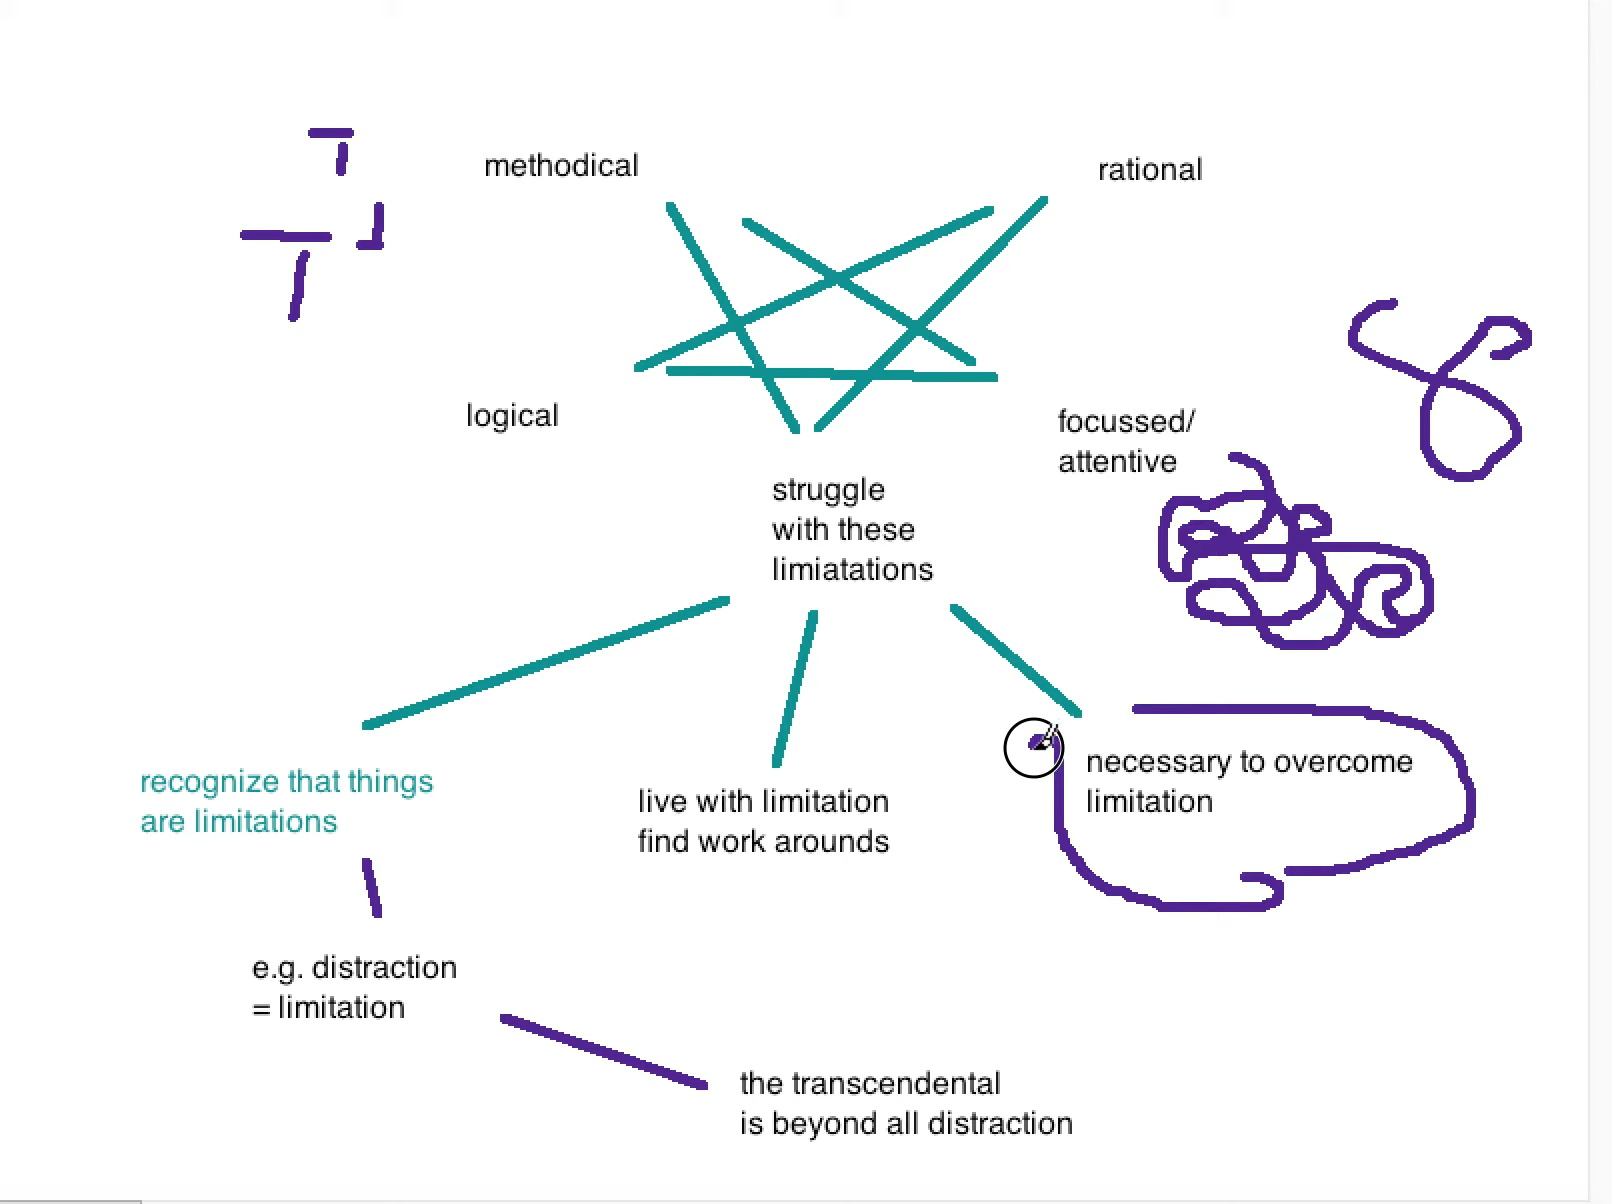 methodical
rational
logical
focussed/
attentive
struggle
with these
limiatations
recognize that things
are limitations
live with limitation
find work arounds
necessary to overcome
limitation
e.g. distraction
= limitation
the transcendental
is beyond all distraction